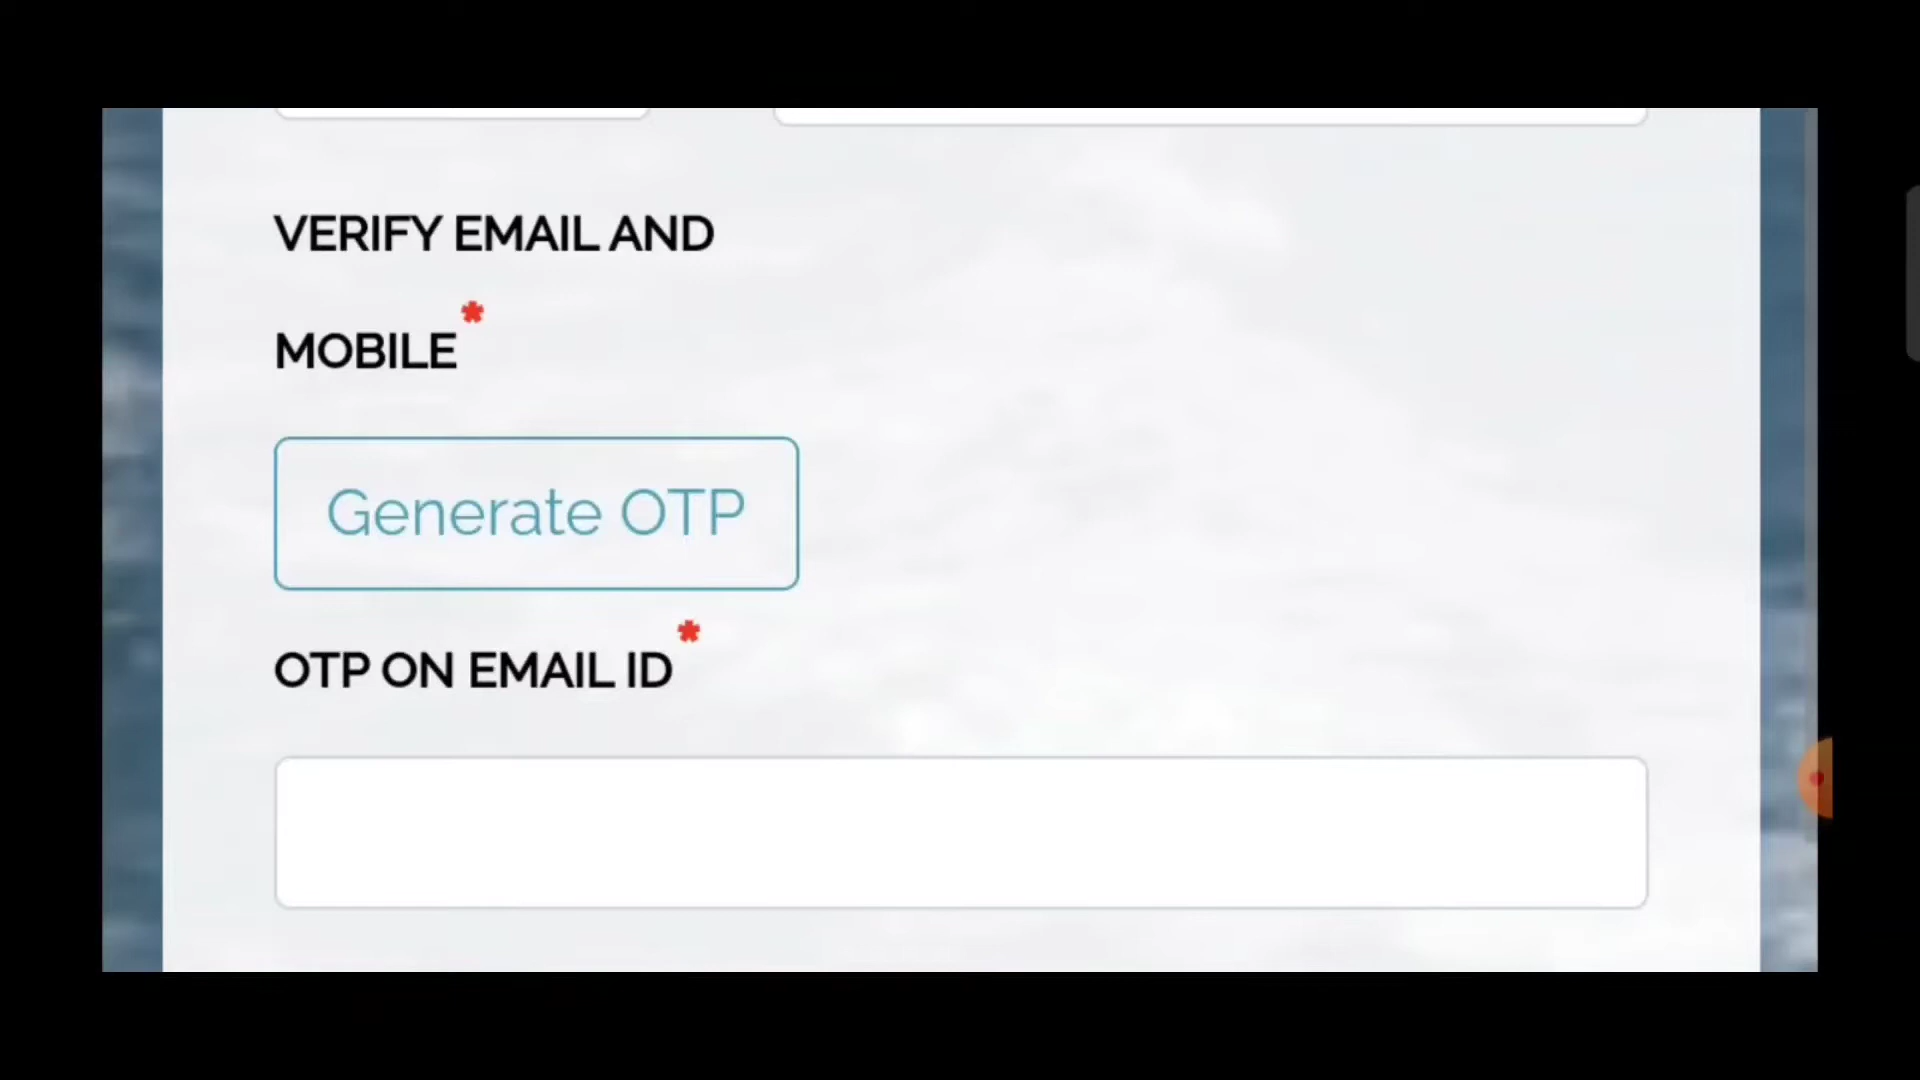 VERIFY EMAIL AND
MOBILE*
Generate OTP
OTP ON EMAIL ID*